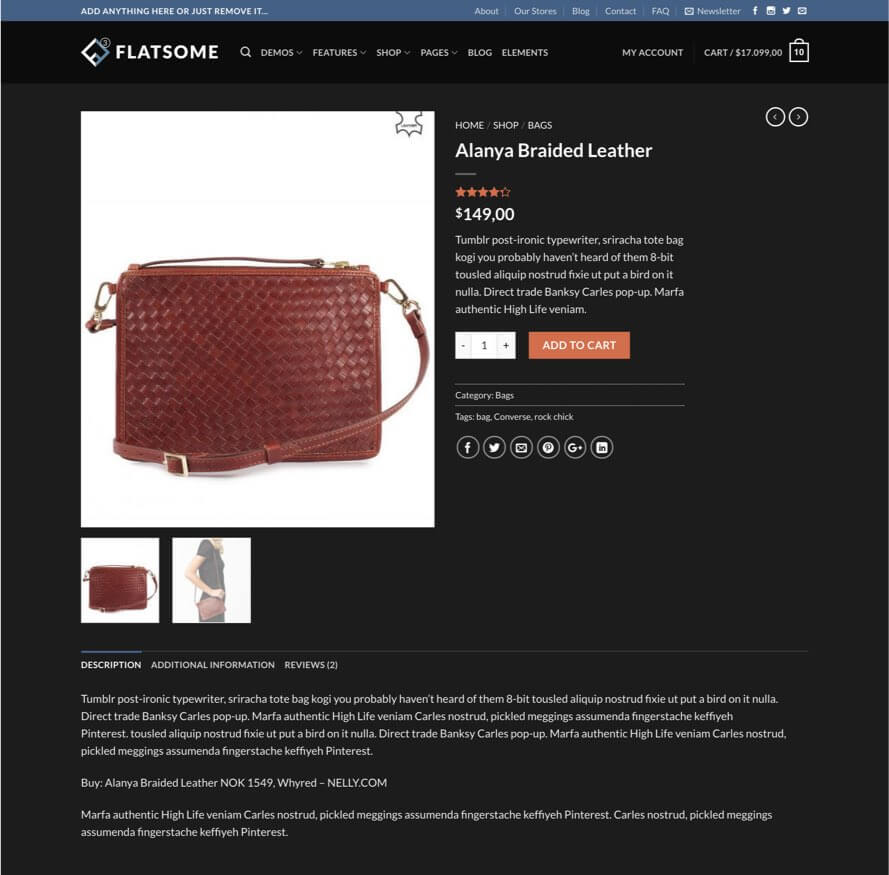 ADD ANYTHING HERE OR JUST REMOVE IT...
About
Our Stores
Blog
Contact
FAQ
Newsletter
3
FLATSOME
DEMOS
FEATURES
SHOP
PAGES
BLOG
ELEMENTS
MY ACCOUNT
CART / $17.099,00
0
LEATHER
HOME / SHOP / BAGS
Alanya Braided Leather
$149,00
Tumblr post-ironic typewriter, sriracha tote bag
kogi you probably haven't heard of them 8-bit
tousled aliquip nostrud fixie ut put a bird on it
nulla. Direct trade Banksy Carles pop-up. Marfa
authentic High Life veniam.
- 1 +
ADD TO CART
Category: Bags
Tags: bag, Converse, rock chick
DESCRIPTION
ADDITIONAL INFORMATION
REVIEWS (2)
Tumblr post-ironic typewriter, sriracha tote bag kogi you probably haven't heard of them 8-bit tousled aliquip nostrud fixie ut put a bird on it nulla.
Direct trade Banksy Carles pop-up. Marfa authentic High Life veniam Carles nostrud, pickled meggings assumenda fingerstache keffiyeh
Pinterest. tousled aliquip nostrud fixie ut put a bird on it nulla. Direct trade Banksy Carles pop-up. Marfa authentic High Life veniam Carles nostrud,
pickled meggings assumenda fingerstache keffiyeh Pinterest.
Buy: Alanya Braided Leather NOK 1549, Whyred – NELLY.COM
Marfa authentic High Life veniam Carles nostrud, pickled meggings assumenda fingerstache keffiyeh Pinterest. Carles nostrud, pickled meggings
assumenda fingerstache keffiyeh Pinterest.